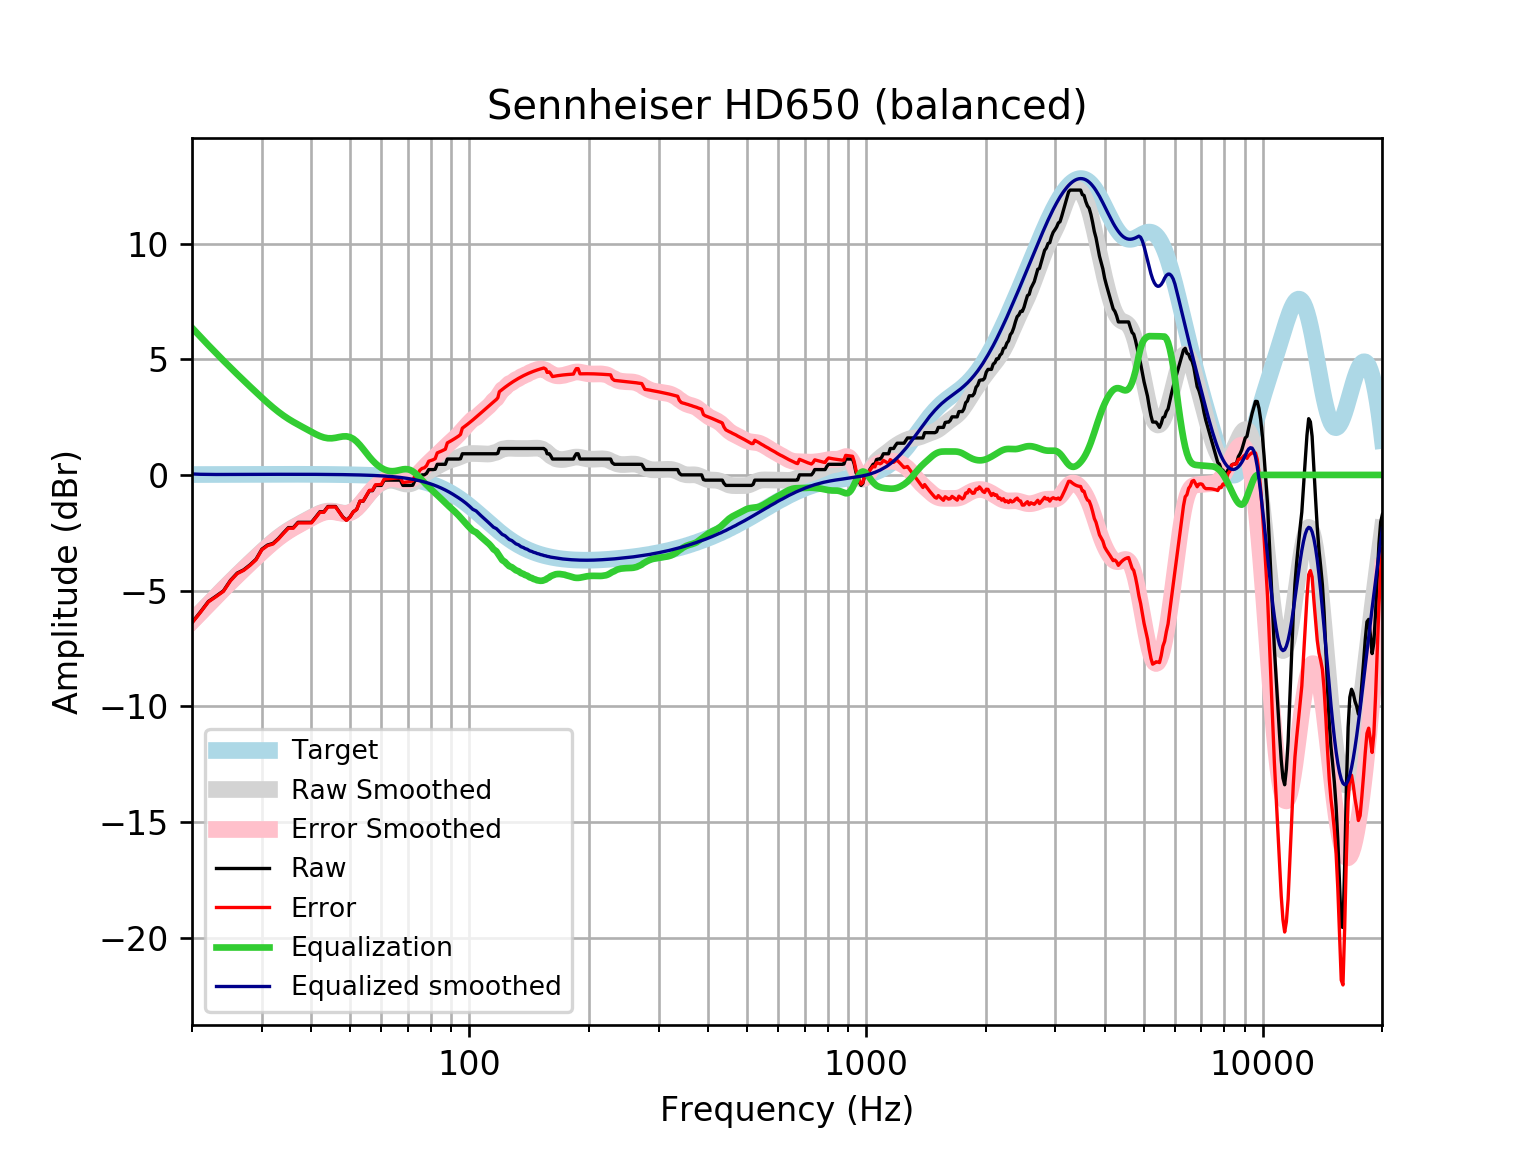 Sennheiser HD650 (balanced)
Amplitude (dBr)
10
5
0
−5
−10
−15
−20
Target
Raw Smoothed
Error Smoothed
Raw
Error
Equalization
Equalized smoothed
100
1000
10000
Frequency (Hz)